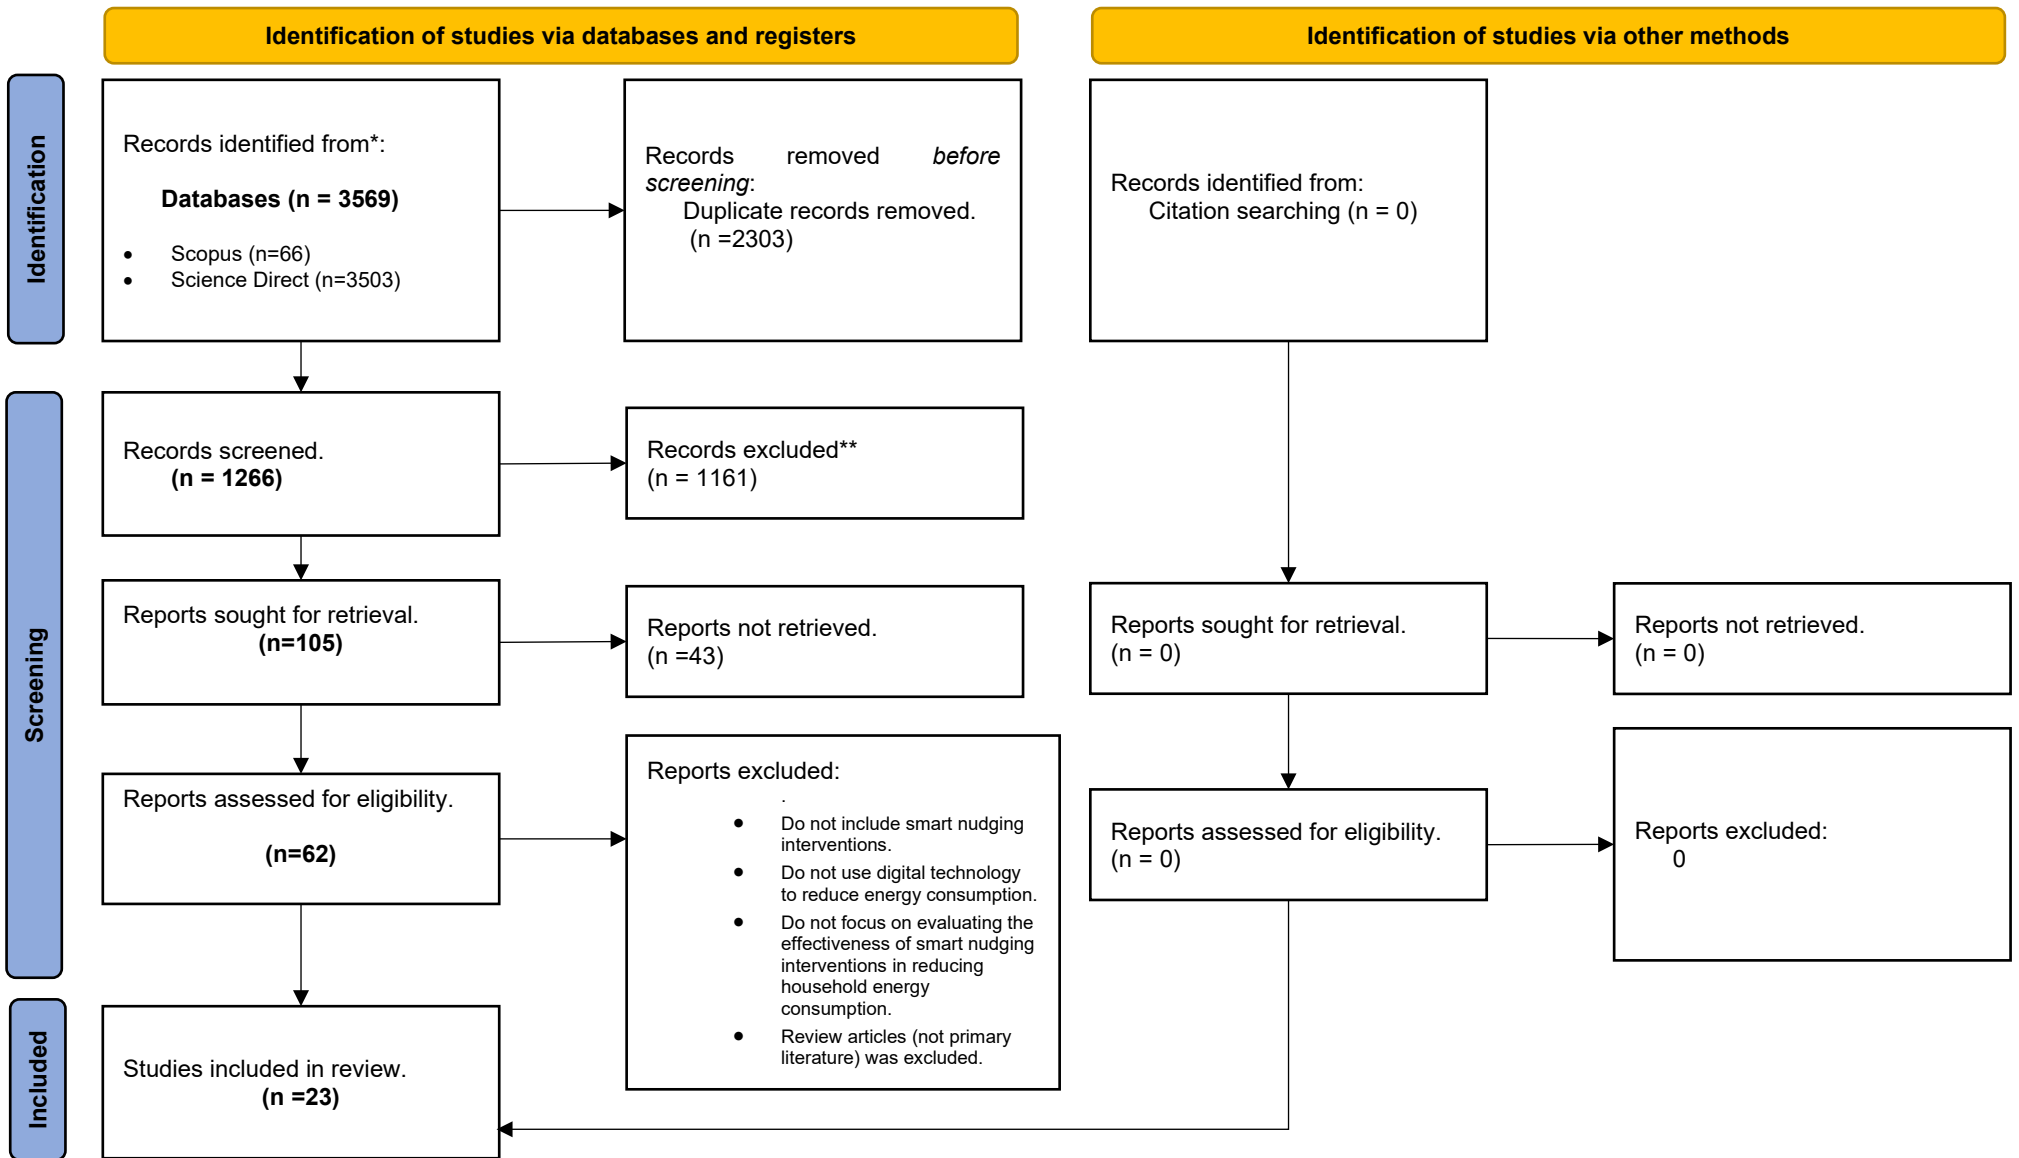 Identification of studies via databases and registers
Identification of studies via other methods
Identification
Records identified from*:
Databases (n = 3569)
• Scopus (n=66)
• Science Direct (n=3503)
Records removed before
screening:
Duplicate records removed.
(n =2303)
Records identified from:
Citation searching (n = 0)
Screening
Records screened.
(n = 1266)
Records excluded**
(n = 1161)
Reports sought for retrieval.
(n=105)
Reports not retrieved.
(n =43)
Reports sought for retrieval.
(n = 0)
Reports not retrieved.
(n = 0)
Reports assessed for eligibility.
(n=62)
Reports excluded:
.
• Do not include smart nudging
interventions.
• Do not use digital technology
to reduce energy consumption.
• Do not focus on evaluating the
effectiveness of smart nudging
interventions in reducing
household energy
consumption.
• Review articles (not primary
literature) was excluded.
Reports assessed for eligibility.
(n = 0)
Reports excluded:
0
Included
Studies included in review.
(n =23)